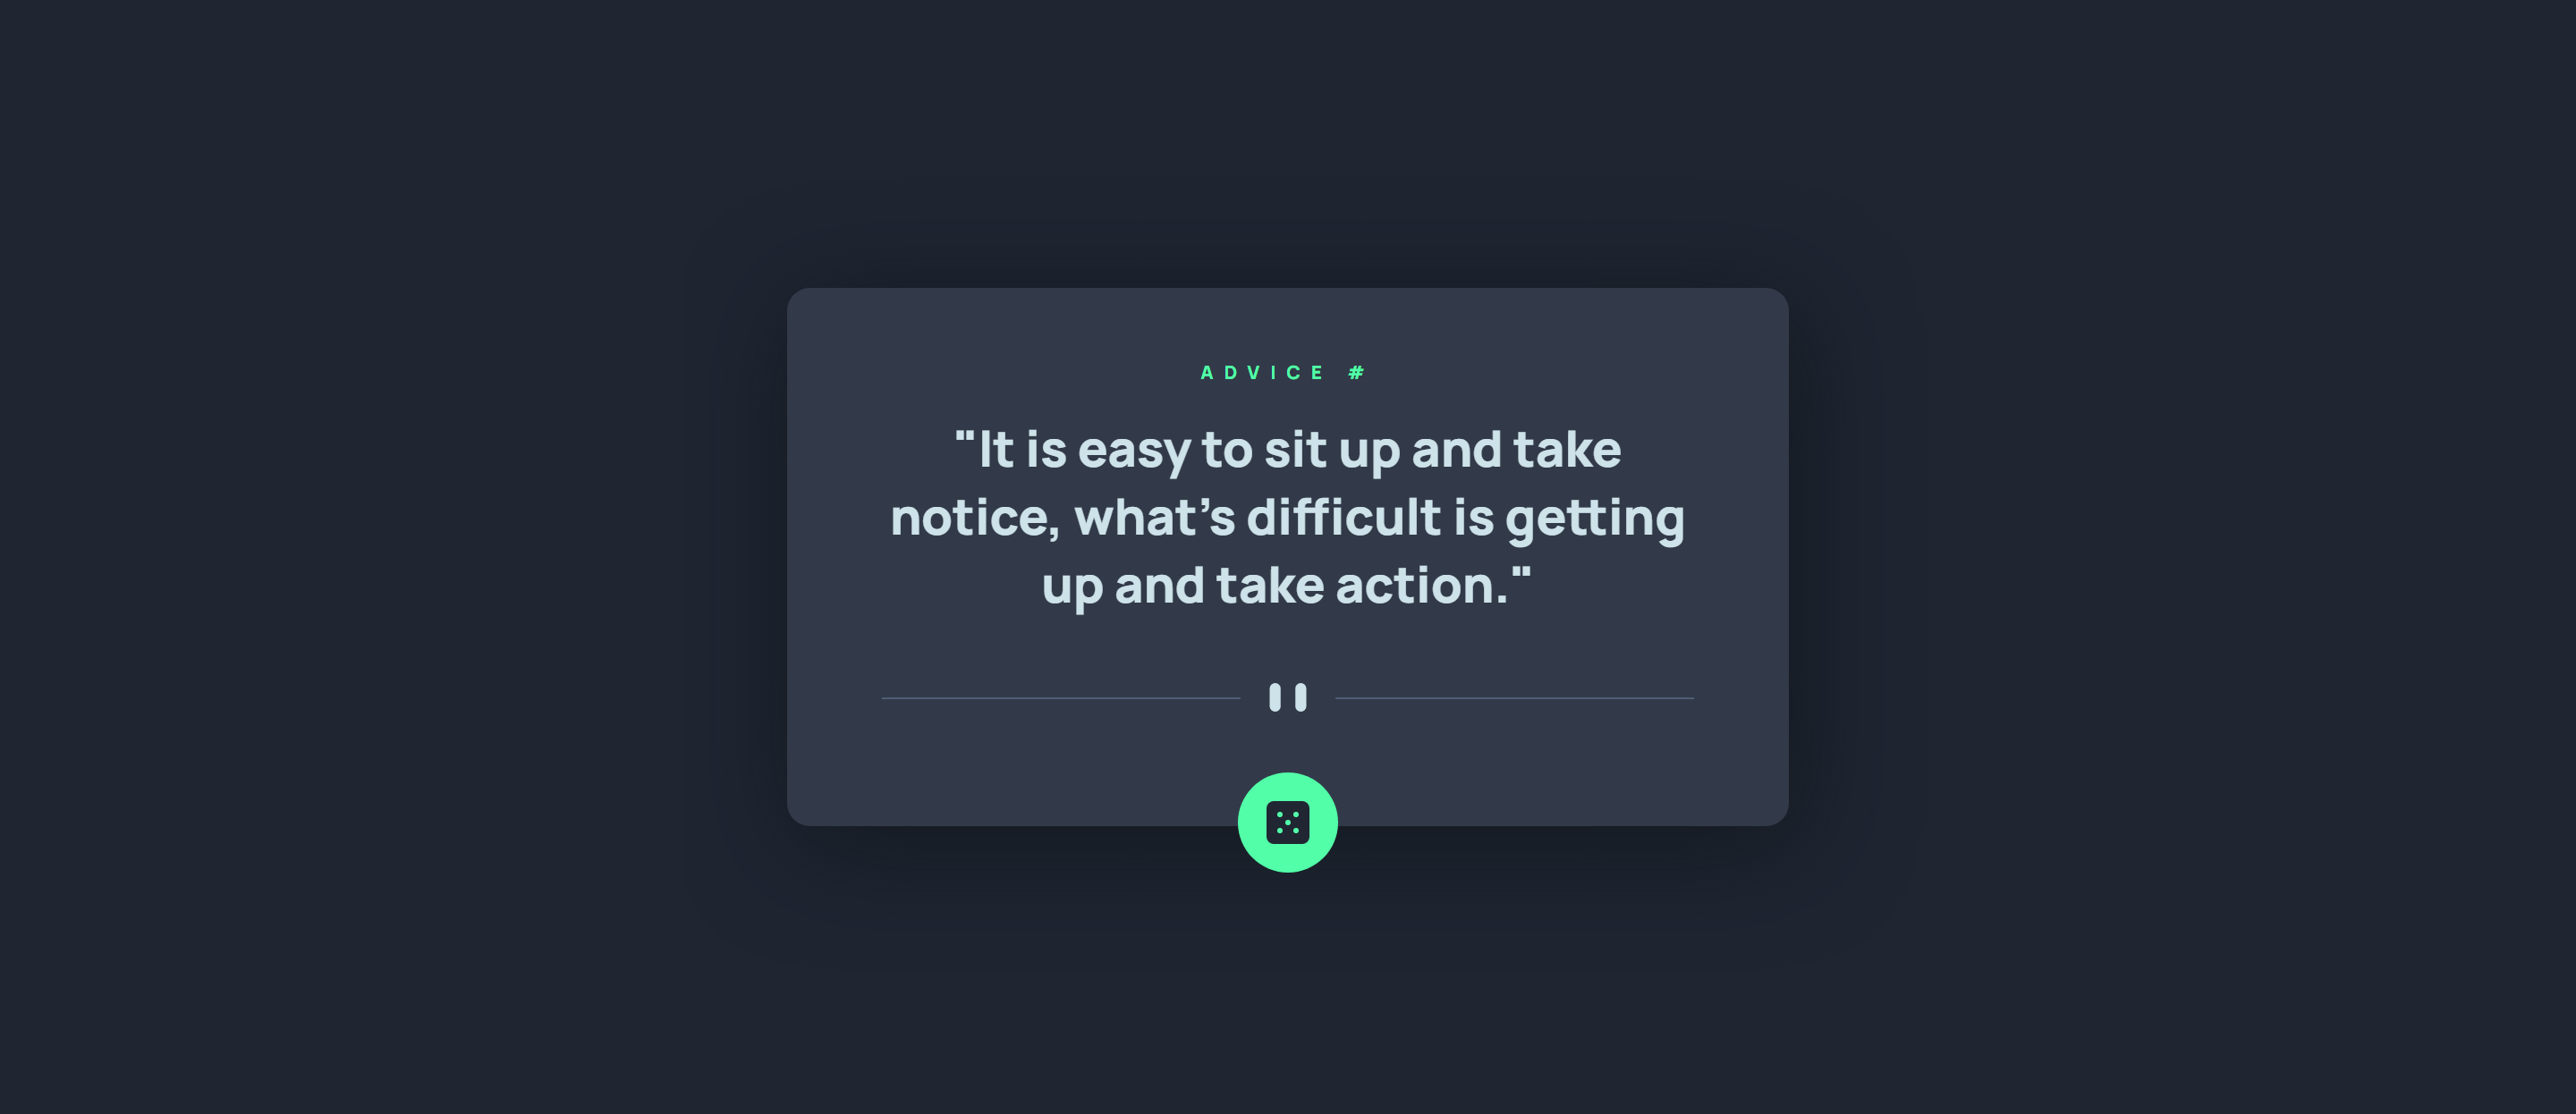 ADVICE #
"It is easy to sit up and take
notice, what’s difficult is getting
up and take action."